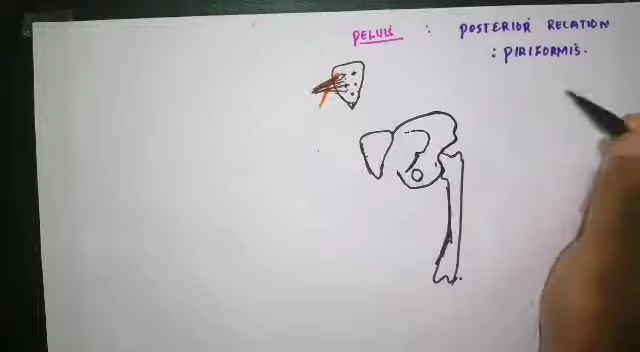 PELVIS : POSTERIOR RELATION
: PIRIFORMIS.